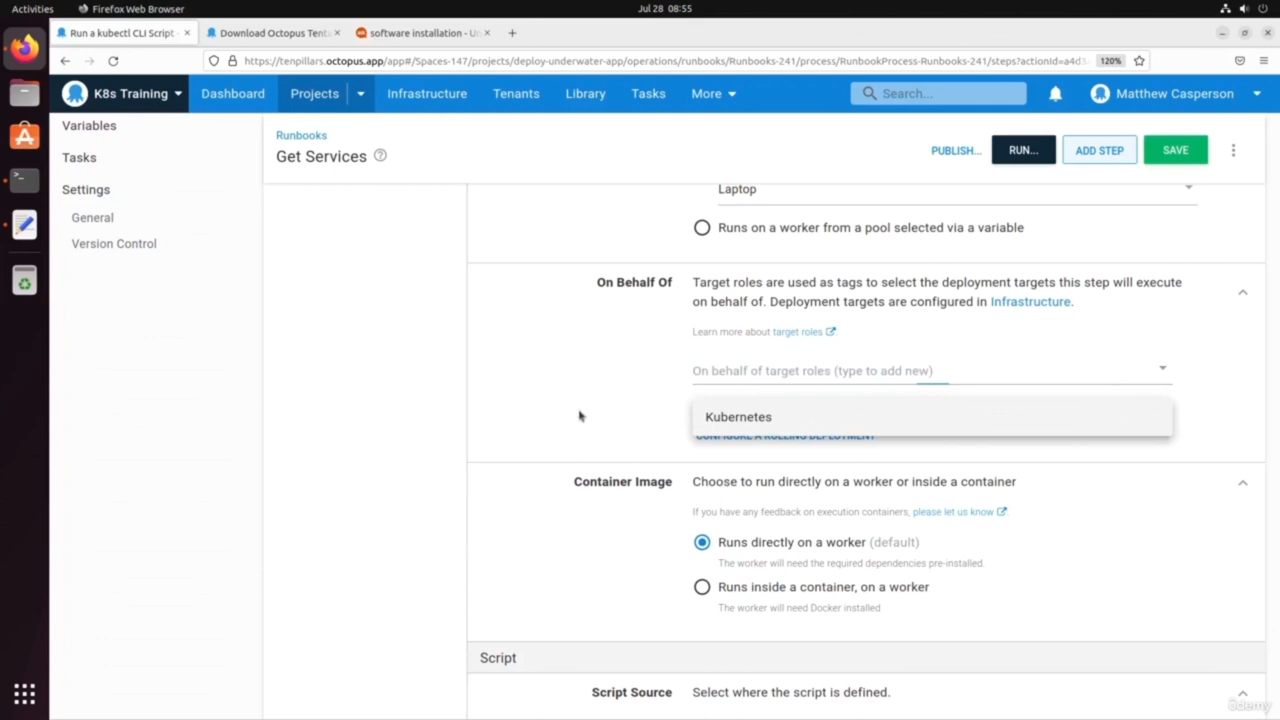 Activities
Firefox Web Browser
Jul 28 08:55
Run a kubectl CLI Script -
Download Octopus Tent
software installation - U
https://tenpillars.octopus.app/app#/Spaces-147/projects/deploy-underwater-app/operations/runbooks/Runbooks-241/process/RunbookProcess-Runbooks-241/steps?actionId=a4d3
120%
K8s Training
Dashboard
Projects
Infrastructure
Tenants
Library
Tasks
More
Search...
Matthew Casperson
Variables
Tasks
Settings
General
Version Control
Runbooks
Get Services
PUBLISH...
RUN...
ADD STEP
SAVE
Laptop
Runs on a worker from a pool selected via a variable
On Behalf Of
Target roles are used as tags to select the deployment targets this step will execute
on behalf of. Deployment targets are configured in Infrastructure.
Learn more about target roles
On behalf of target roles (type to add new)
Kubernetes
CONFIGURE A ROLLING DEPLOYMENT
Container Image
Choose to run directly on a worker or inside a container
If you have any feedback on execution containers, please let us know
Runs directly on a worker (default)
The worker will need the required dependencies pre-installed.
Runs inside a container, on a worker
The worker will need Docker installed
Script
Script Source
Select where the script is defined.
ûdemy